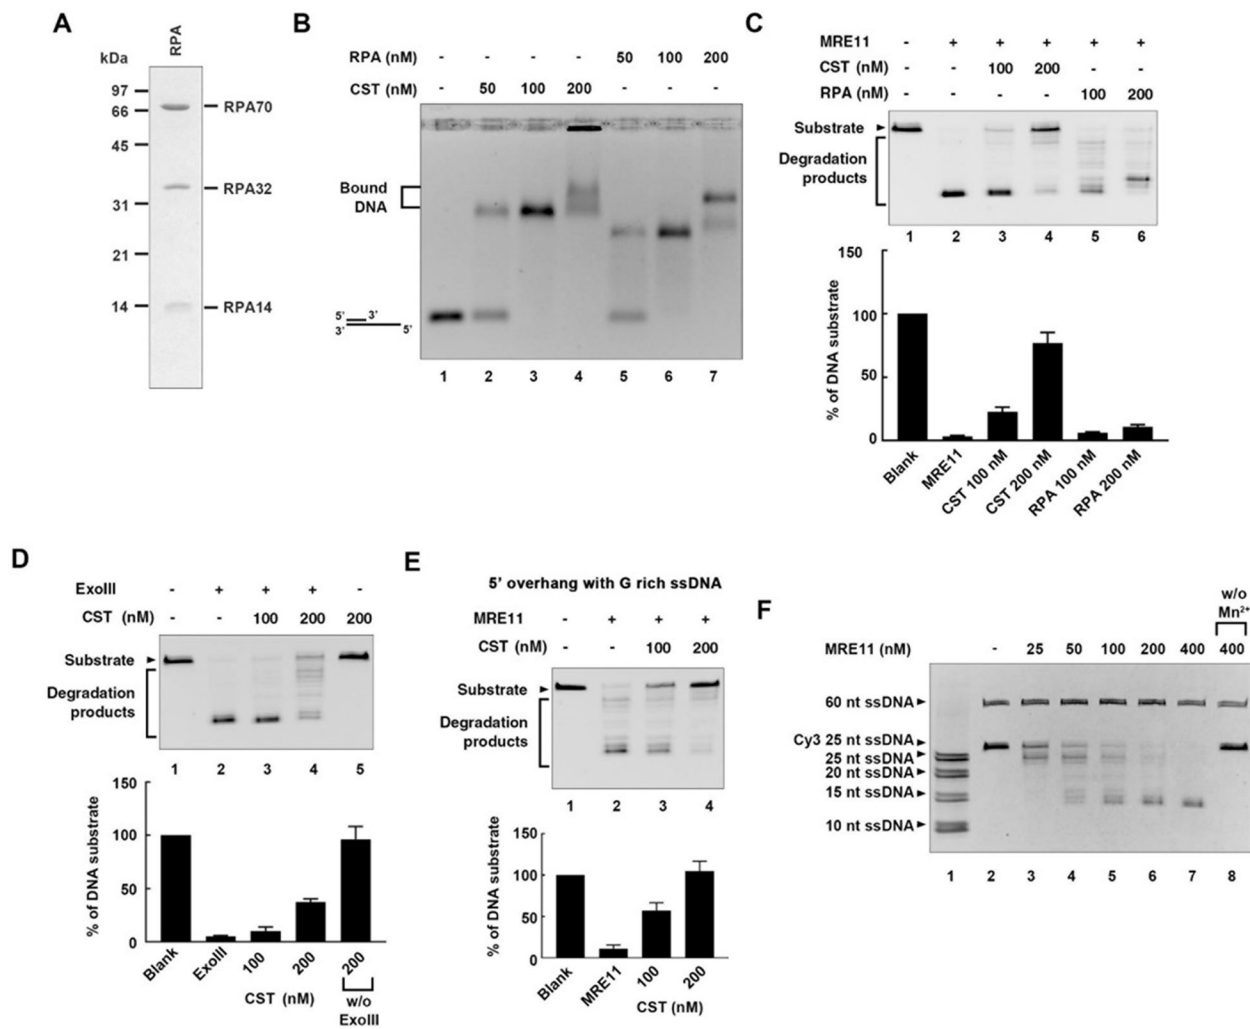 A
RPA
kDa
97
66
45
31
21
14
RPA70
RPA32
RPA14
B
RPA (nM) - - - - 50 100 200
CST (nM) - 50 100 200 - - -
Bound
DNA
5' 3'
3' 5'
1 2 3 4 5 6 7
C
MRE11 - + + + + +
CST (nM) - - 100 200 - -
RPA (nM) - - - - 100 200
Substrate
Degradation
products
1 2 3 4 5 6
% of DNA substrate
150
100
50
0
Blank
MRE11
CST 100 nM
CST 200 nM
RPA 100 nM
RPA 200 nM
D
ExoIII - + + + -
CST (nM) - - 100 200 200
Substrate
Degradation
products
1 2 3 4 5
% of DNA substrate
150
100
50
0
Blank
ExoIII
100
200
200
CST (nM)
w/o
ExoIII
E
5' overhang with G rich ssDNA
MRE11 - + + +
CST (nM) - - 100 200
Substrate
Degradation
products
1 2 3 4
% of DNA substrate
150
100
50
0
Blank
MRE11
100
200
CST (nM)
F
w/o
Mn²⁺
MRE11 (nM) - 25 50 100 200 400 400
60 nt ssDNA
Cy3 25 nt ssDNA
25 nt ssDNA
20 nt ssDNA
15 nt ssDNA
10 nt ssDNA
1 2 3 4 5 6 7 8